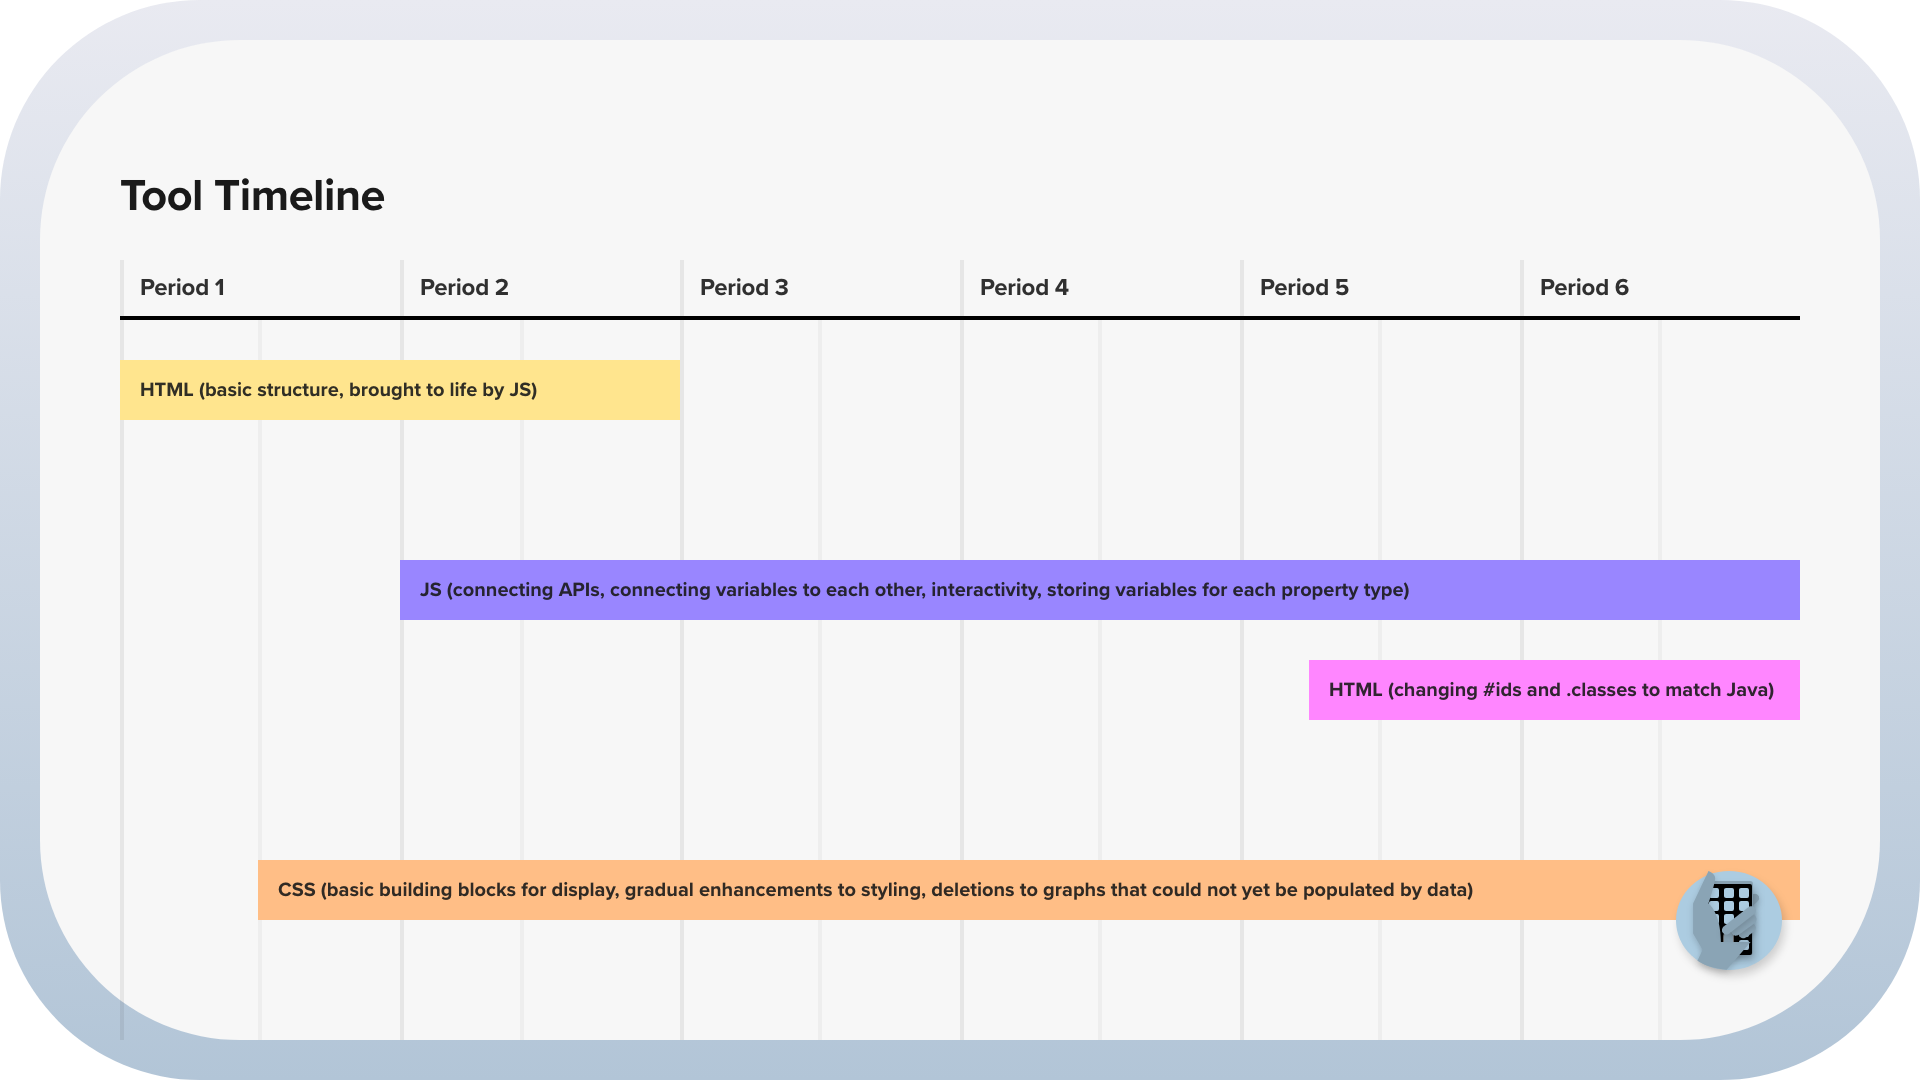 Tool Timeline
Period 1
Period 2
Period 3
Period 4
Period 5
Period 6
HTML (basic structure, brought to life by JS)
JS (connecting APIs, connecting variables to each other, interactivity, storing variables for each property type)
HTML (changing #ids and .classes to match Java)
CSS (basic building blocks for display, gradual enhancements to styling, deletions to graphs that could not yet be populated by data)